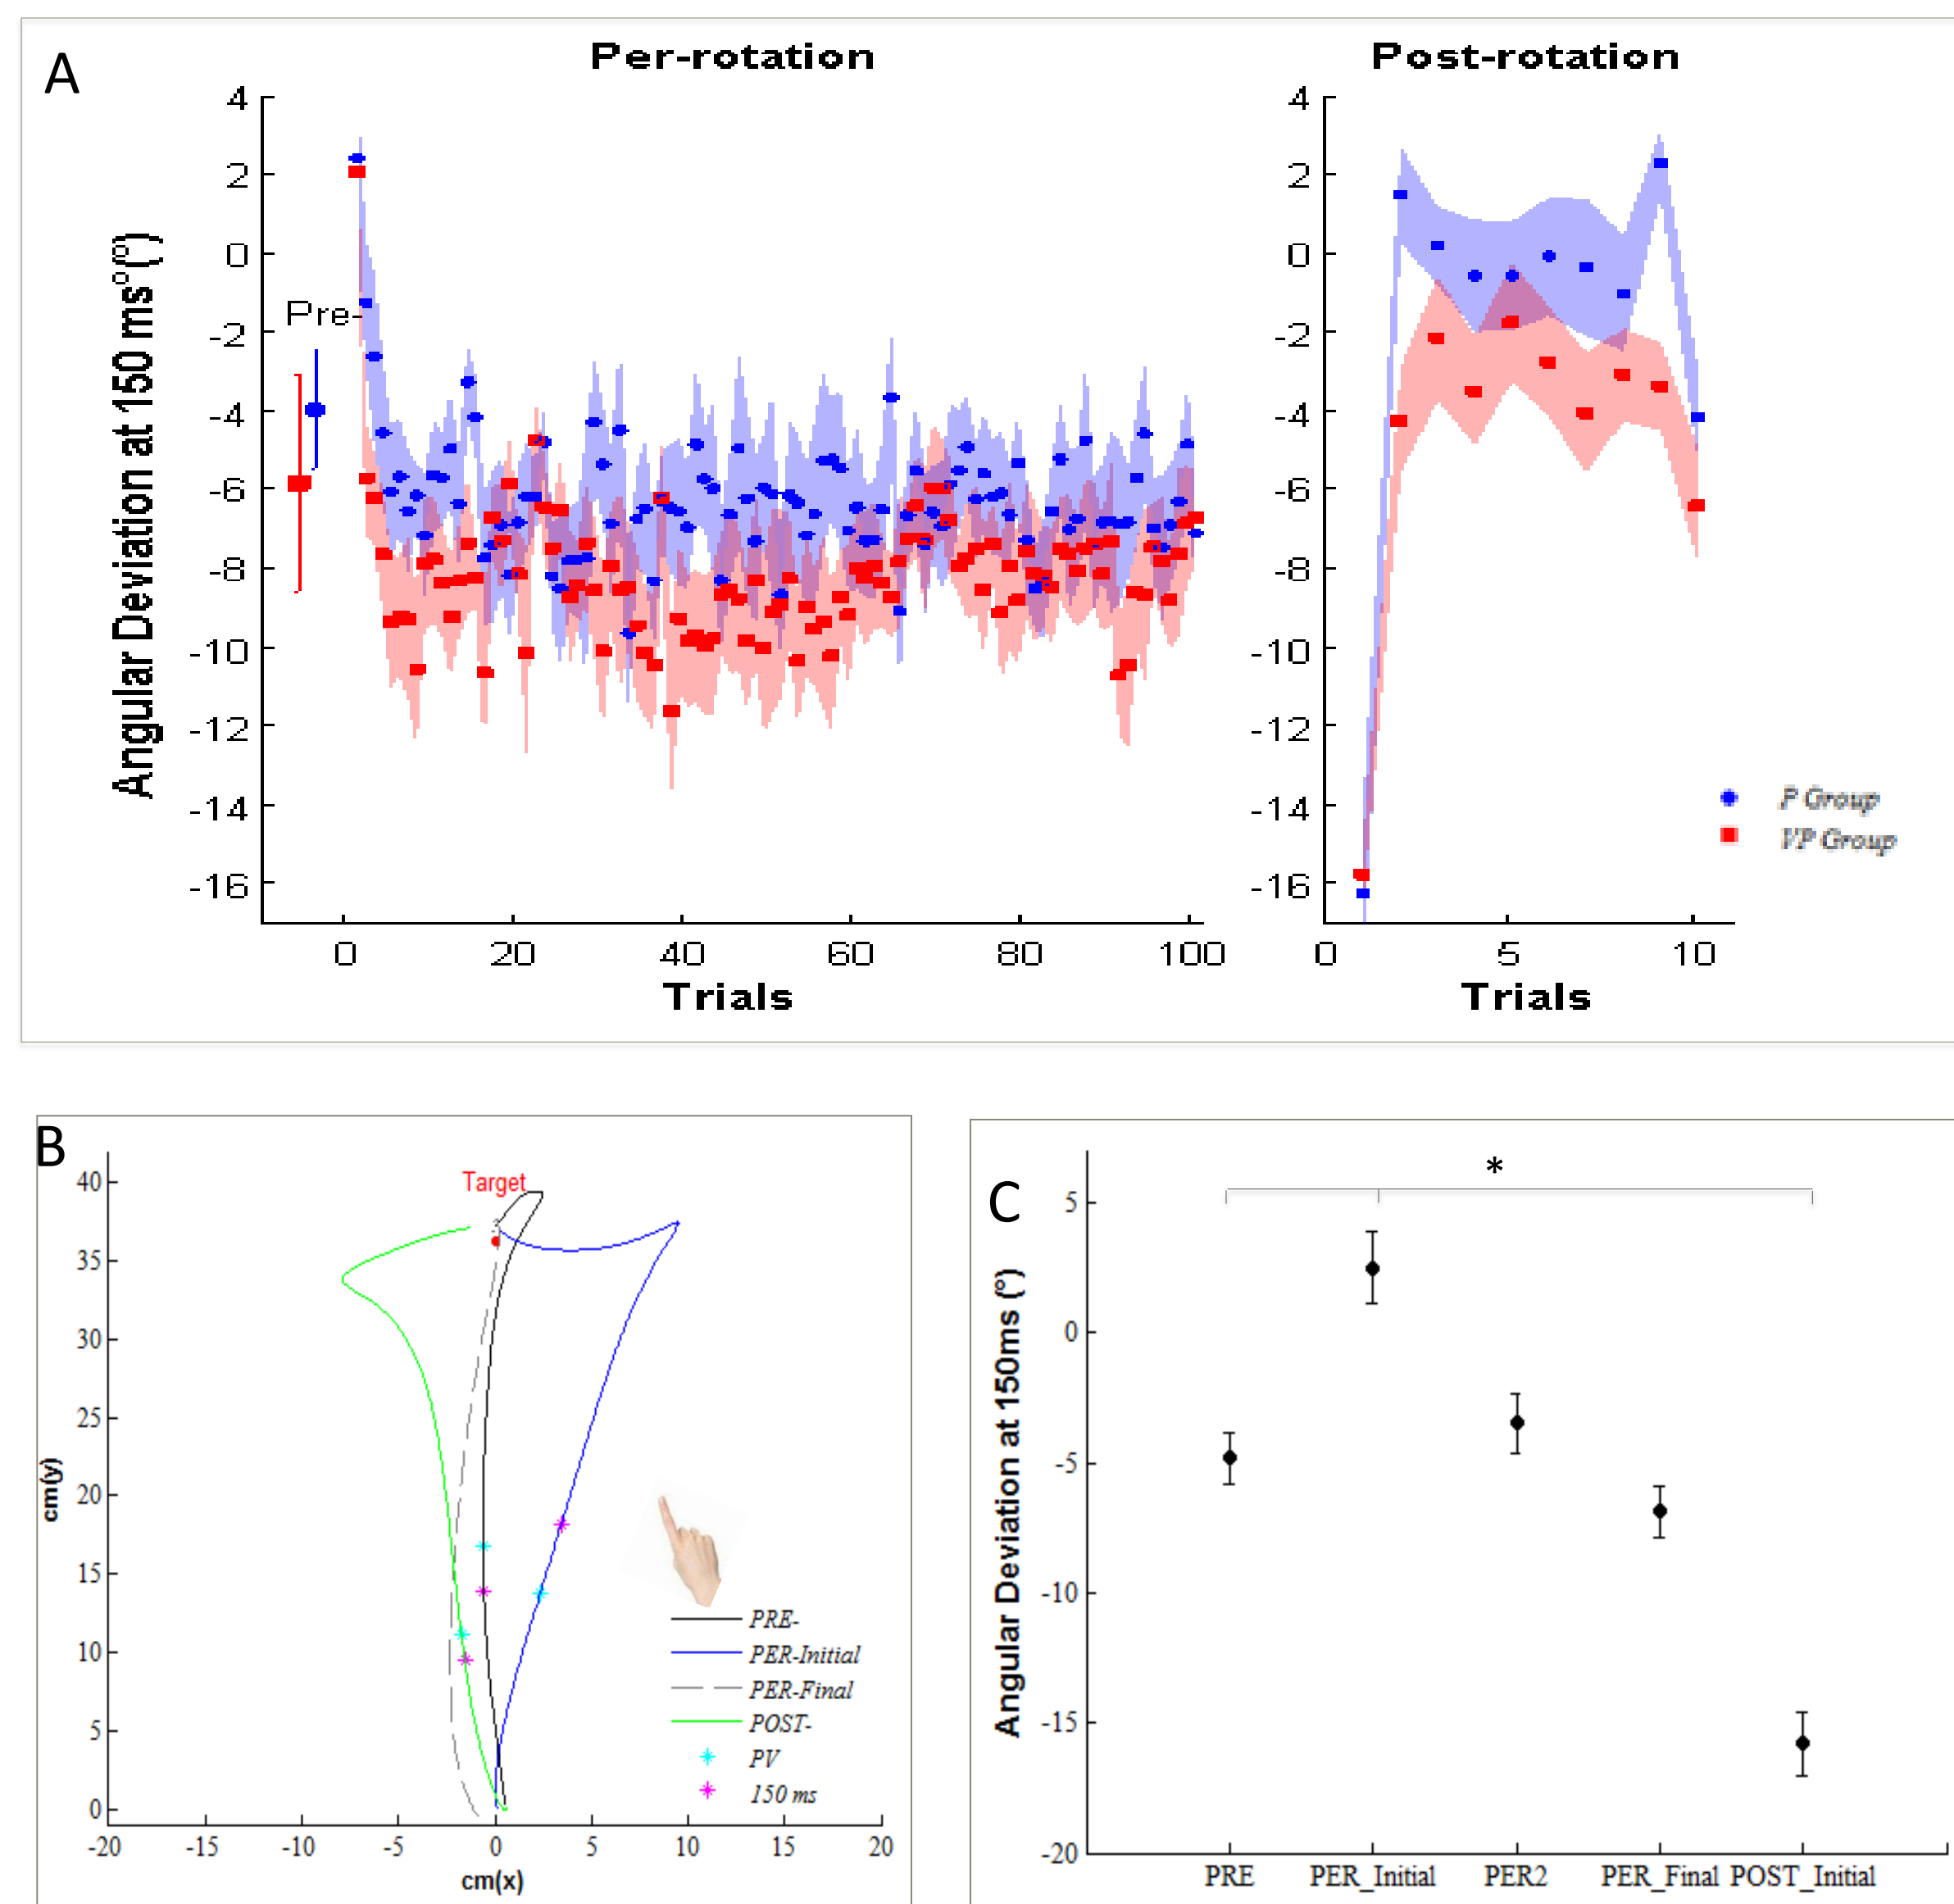 A
Per-rotation
Post-rotation
Angular Deviation at 150 ms°(°)
4
2
0
-2
-4
-6
-8
-10
-12
-14
-16
Pre-
0 20 40 60 80 100
Trials
4
2
0
-2
-4
-6
-8
-10
-12
-14
-16
0 5 10
Trials
P Group
VP Group
B
Target
cm(y)
40
35
30
25
20
15
10
5
0
-20 -15 -10 -5 0 5 10 15 20
cm(x)
PRE-
PER-Initial
PER-Final
POST-
PV
150 ms
C
*
Angular Deviation at 150ms (°)
5
0
-5
-10
-15
-20
PRE PER_Initial PER2 PER_Final POST_Initial